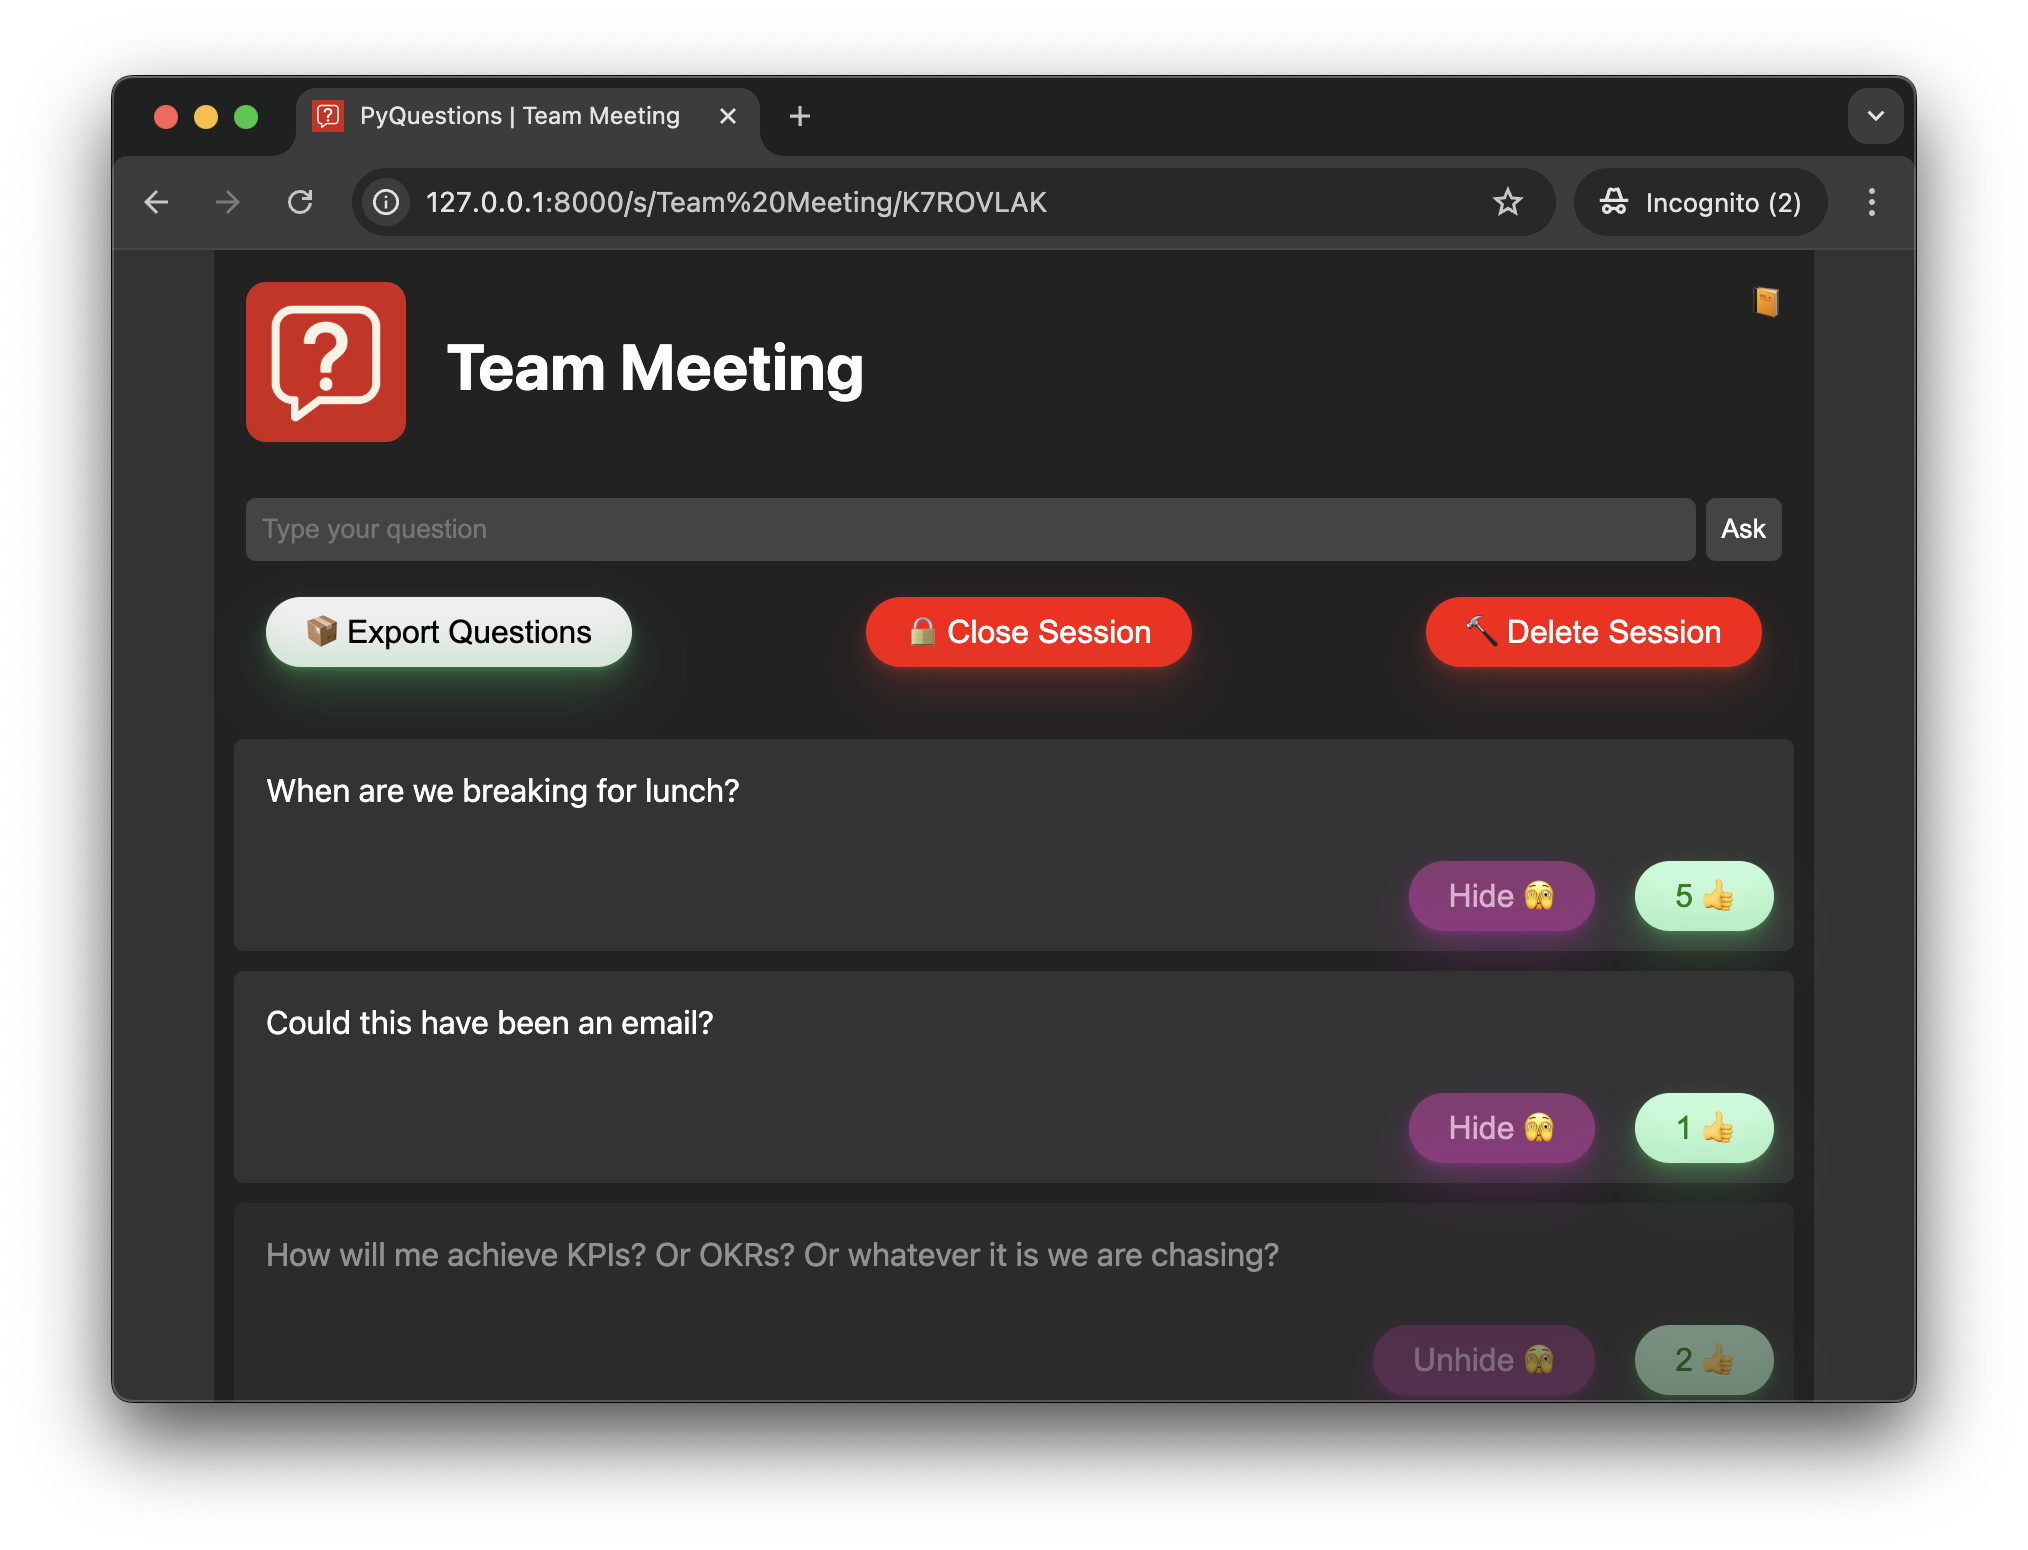 PyQuestions | Team Meeting
127.0.0.1:8000/s/Team%20Meeting/K7ROVLAK
Incognito (2)
Team Meeting
Type your question
Ask
📦 Export Questions
🔒 Close Session
🔨 Delete Session
When are we breaking for lunch?
Hide 🫣
5 👍
Could this have been an email?
Hide 🫣
1 👍
How will me achieve KPIs? Or OKRs? Or whatever it is we are chasing?
Unhide 🫣
2 👍